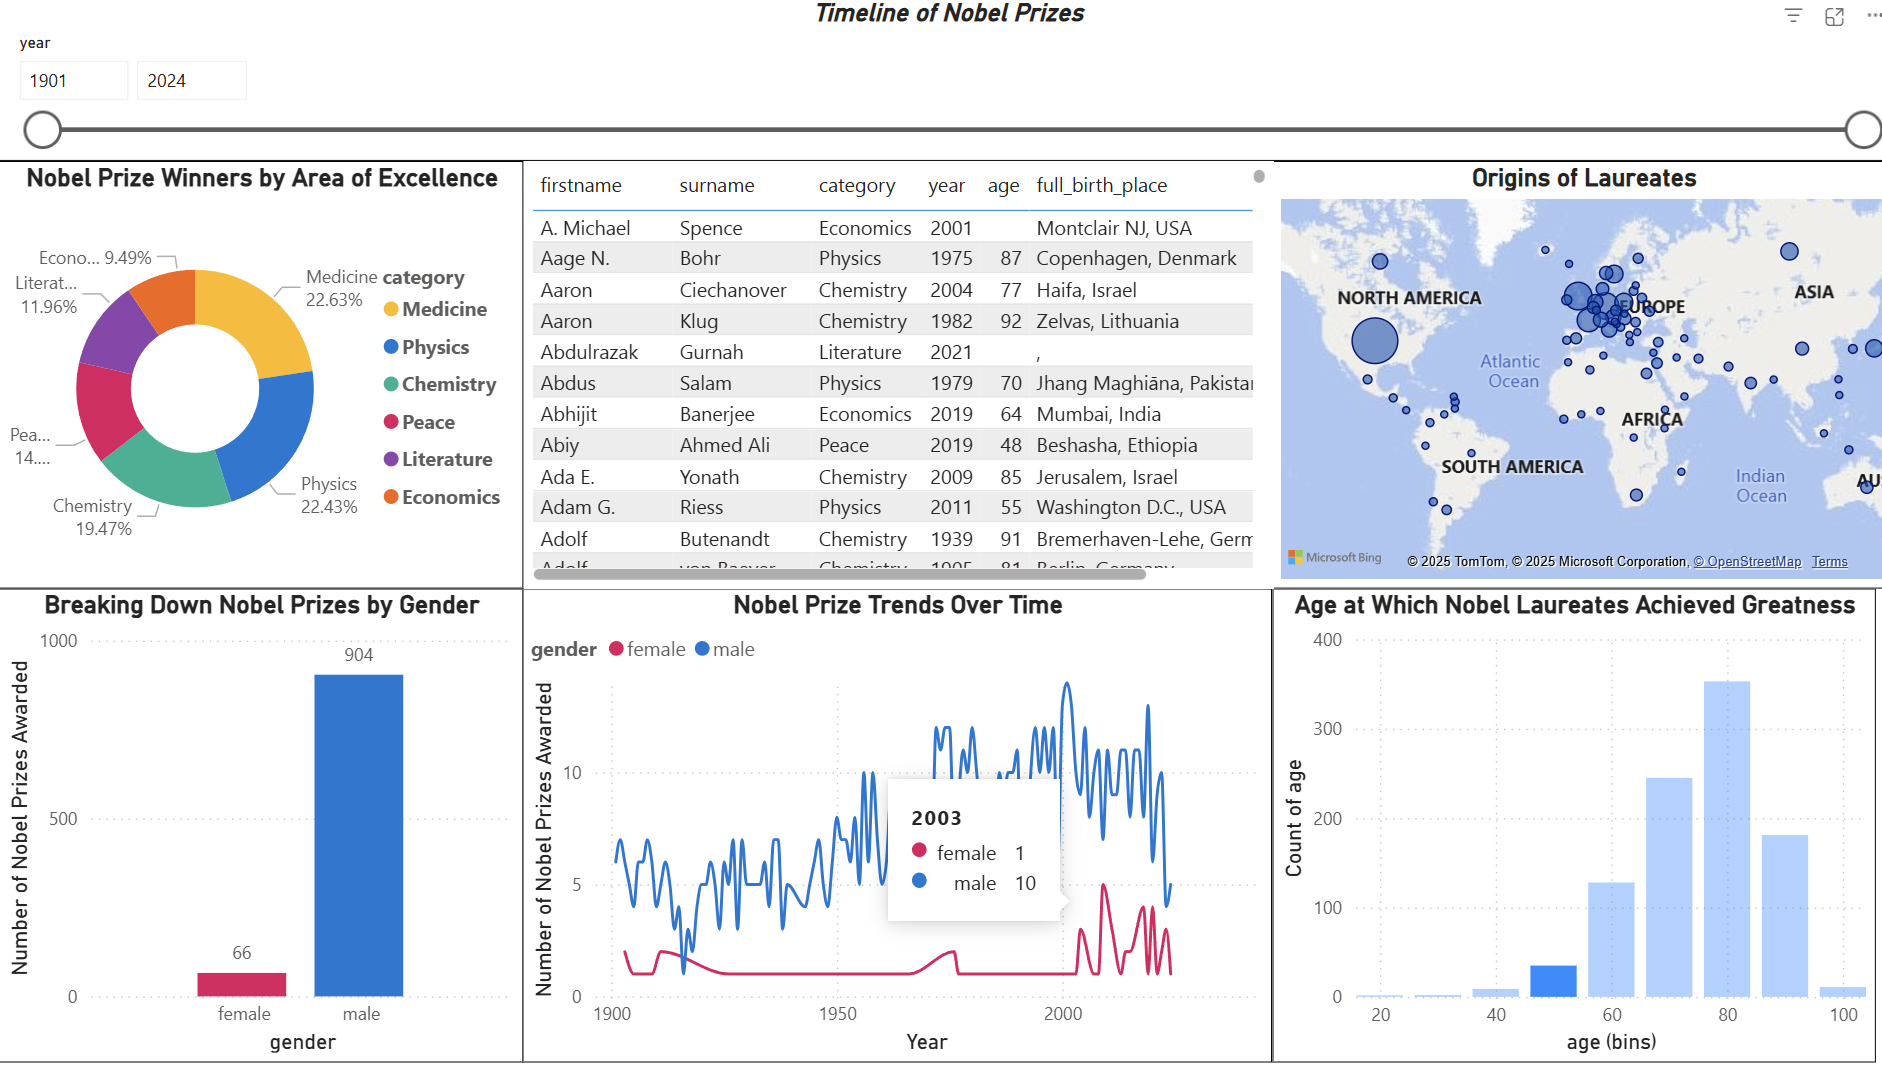 Timeline of Nobel Prizes
year
1901 2024
Nobel Prize Winners by Area of Excellence
Econo... 9.49%
Literat...
11.96%
Pea...
14....
Chemistry
19.47%
Medicine
22.63%
Physics
22.43%
category
Medicine
Physics
Chemistry
Peace
Literature
Economics
firstname surname category year age full_birth_place
A. Michael Spence Economics 2001 Montclair NJ, USA
Aage N. Bohr Physics 1975 87 Copenhagen, Denmark
Aaron Ciechanover Chemistry 2004 77 Haifa, Israel
Aaron Klug Chemistry 1982 92 Zelvas, Lithuania
Abdulrazak Gurnah Literature 2021 ,
Abdus Salam Physics 1979 70 Jhang Maghiāna, Pakistan
Abhijit Banerjee Economics 2019 64 Mumbai, India
Abiy Ahmed Ali Peace 2019 48 Beshasha, Ethiopia
Ada E. Yonath Chemistry 2009 85 Jerusalem, Israel
Adam G. Riess Physics 2011 55 Washington D.C., USA
Adolf Butenandt Chemistry 1939 91 Bremerhaven-Lehe, Germ
Adolf von Baeyer Chemistry 1905 81 Berlin, Germany
Origins of Laureates
NORTH AMERICA
EUROPE
ASIA
Atlantic
Ocean
AFRICA
SOUTH AMERICA
Indian
Ocean
AU
Microsoft Bing
© 2025 TomTom, © 2025 Microsoft Corporation, © OpenStreetMap Terms
Breaking Down Nobel Prizes by Gender
Number of Nobel Prizes Awarded
1000
500
0
66
904
female male
gender
Nobel Prize Trends Over Time
gender female male
Number of Nobel Prizes Awarded
10
5
0
2003
female 1
male 10
1900 1950 2000
Year
Age at Which Nobel Laureates Achieved Greatness
Count of age
400
300
200
100
0
20 40 60 80 100
age (bins)